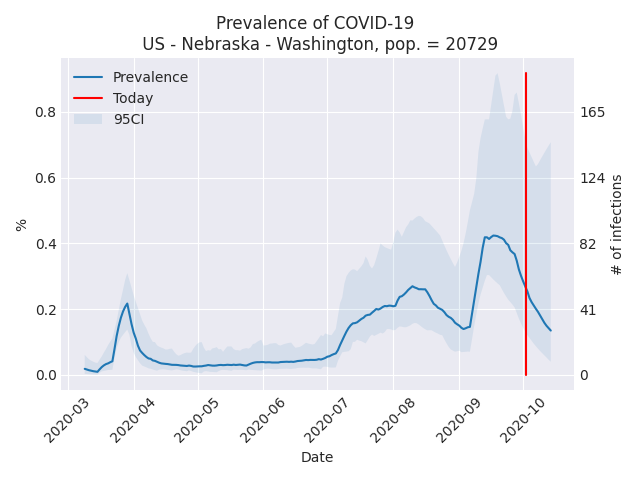 Prevalence of COVID-19
US - Nebraska - Washington, pop. = 20729
Prevalence
Today
95CI
0.8
0.6
0.4
0.2
0.0
%
165
124
82
41
0
# of infections
2020-03
2020-04
2020-05
2020-06
2020-07
2020-08
2020-09
2020-10
Date